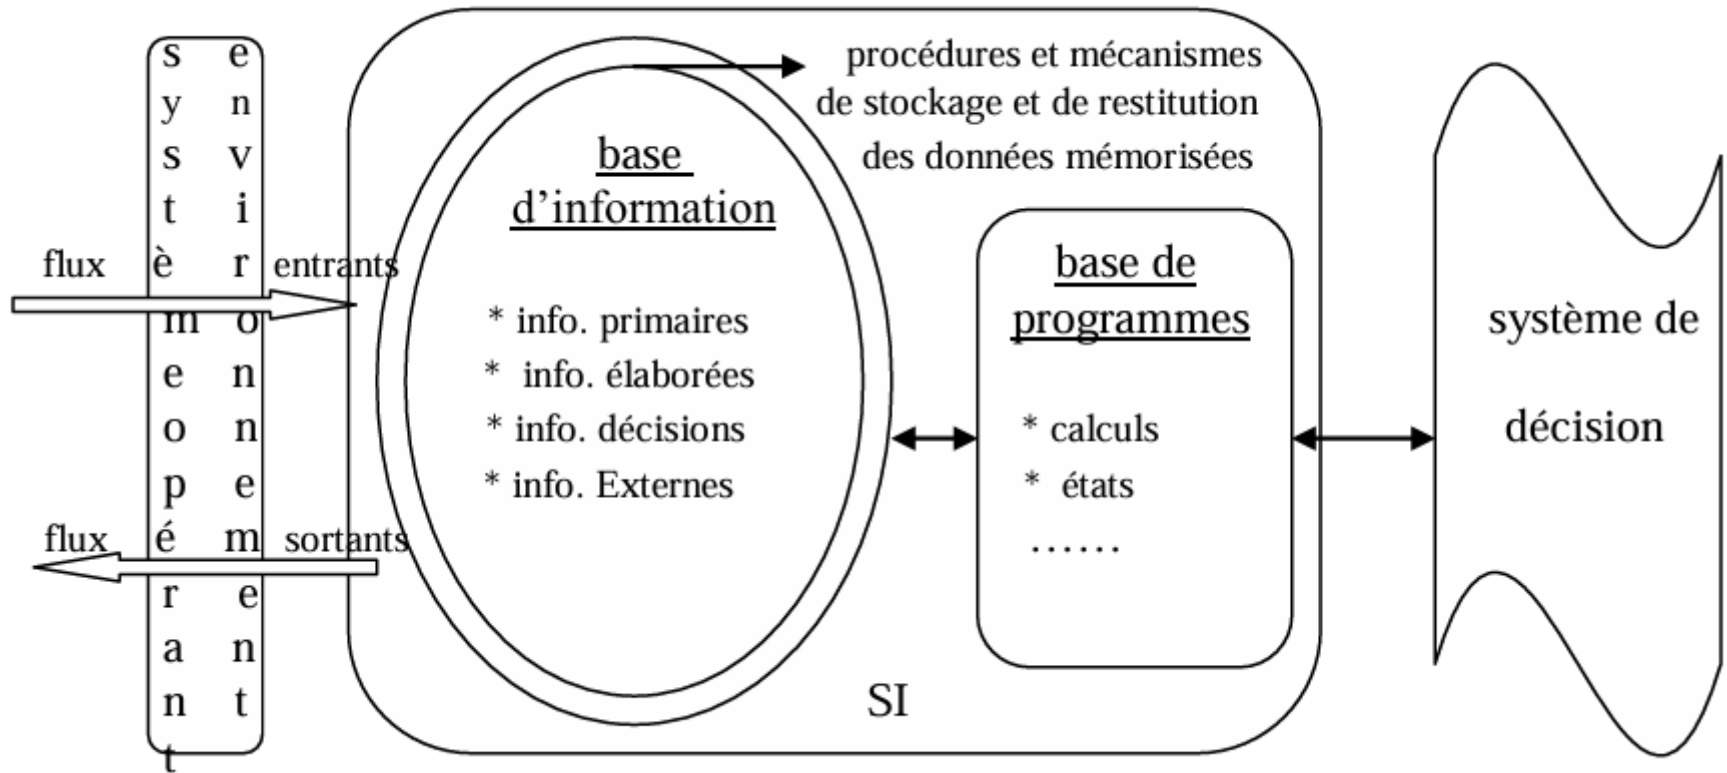 système opérant
environnement
flux entrants
flux sortants
procédures et mécanismes
de stockage et de restitution
des données mémorisées
base
d’information
* info. primaires
* info. élaborées
* info. décisions
* info. Externes
base de
programmes
* calculs
* états
......
SI
système de
décision